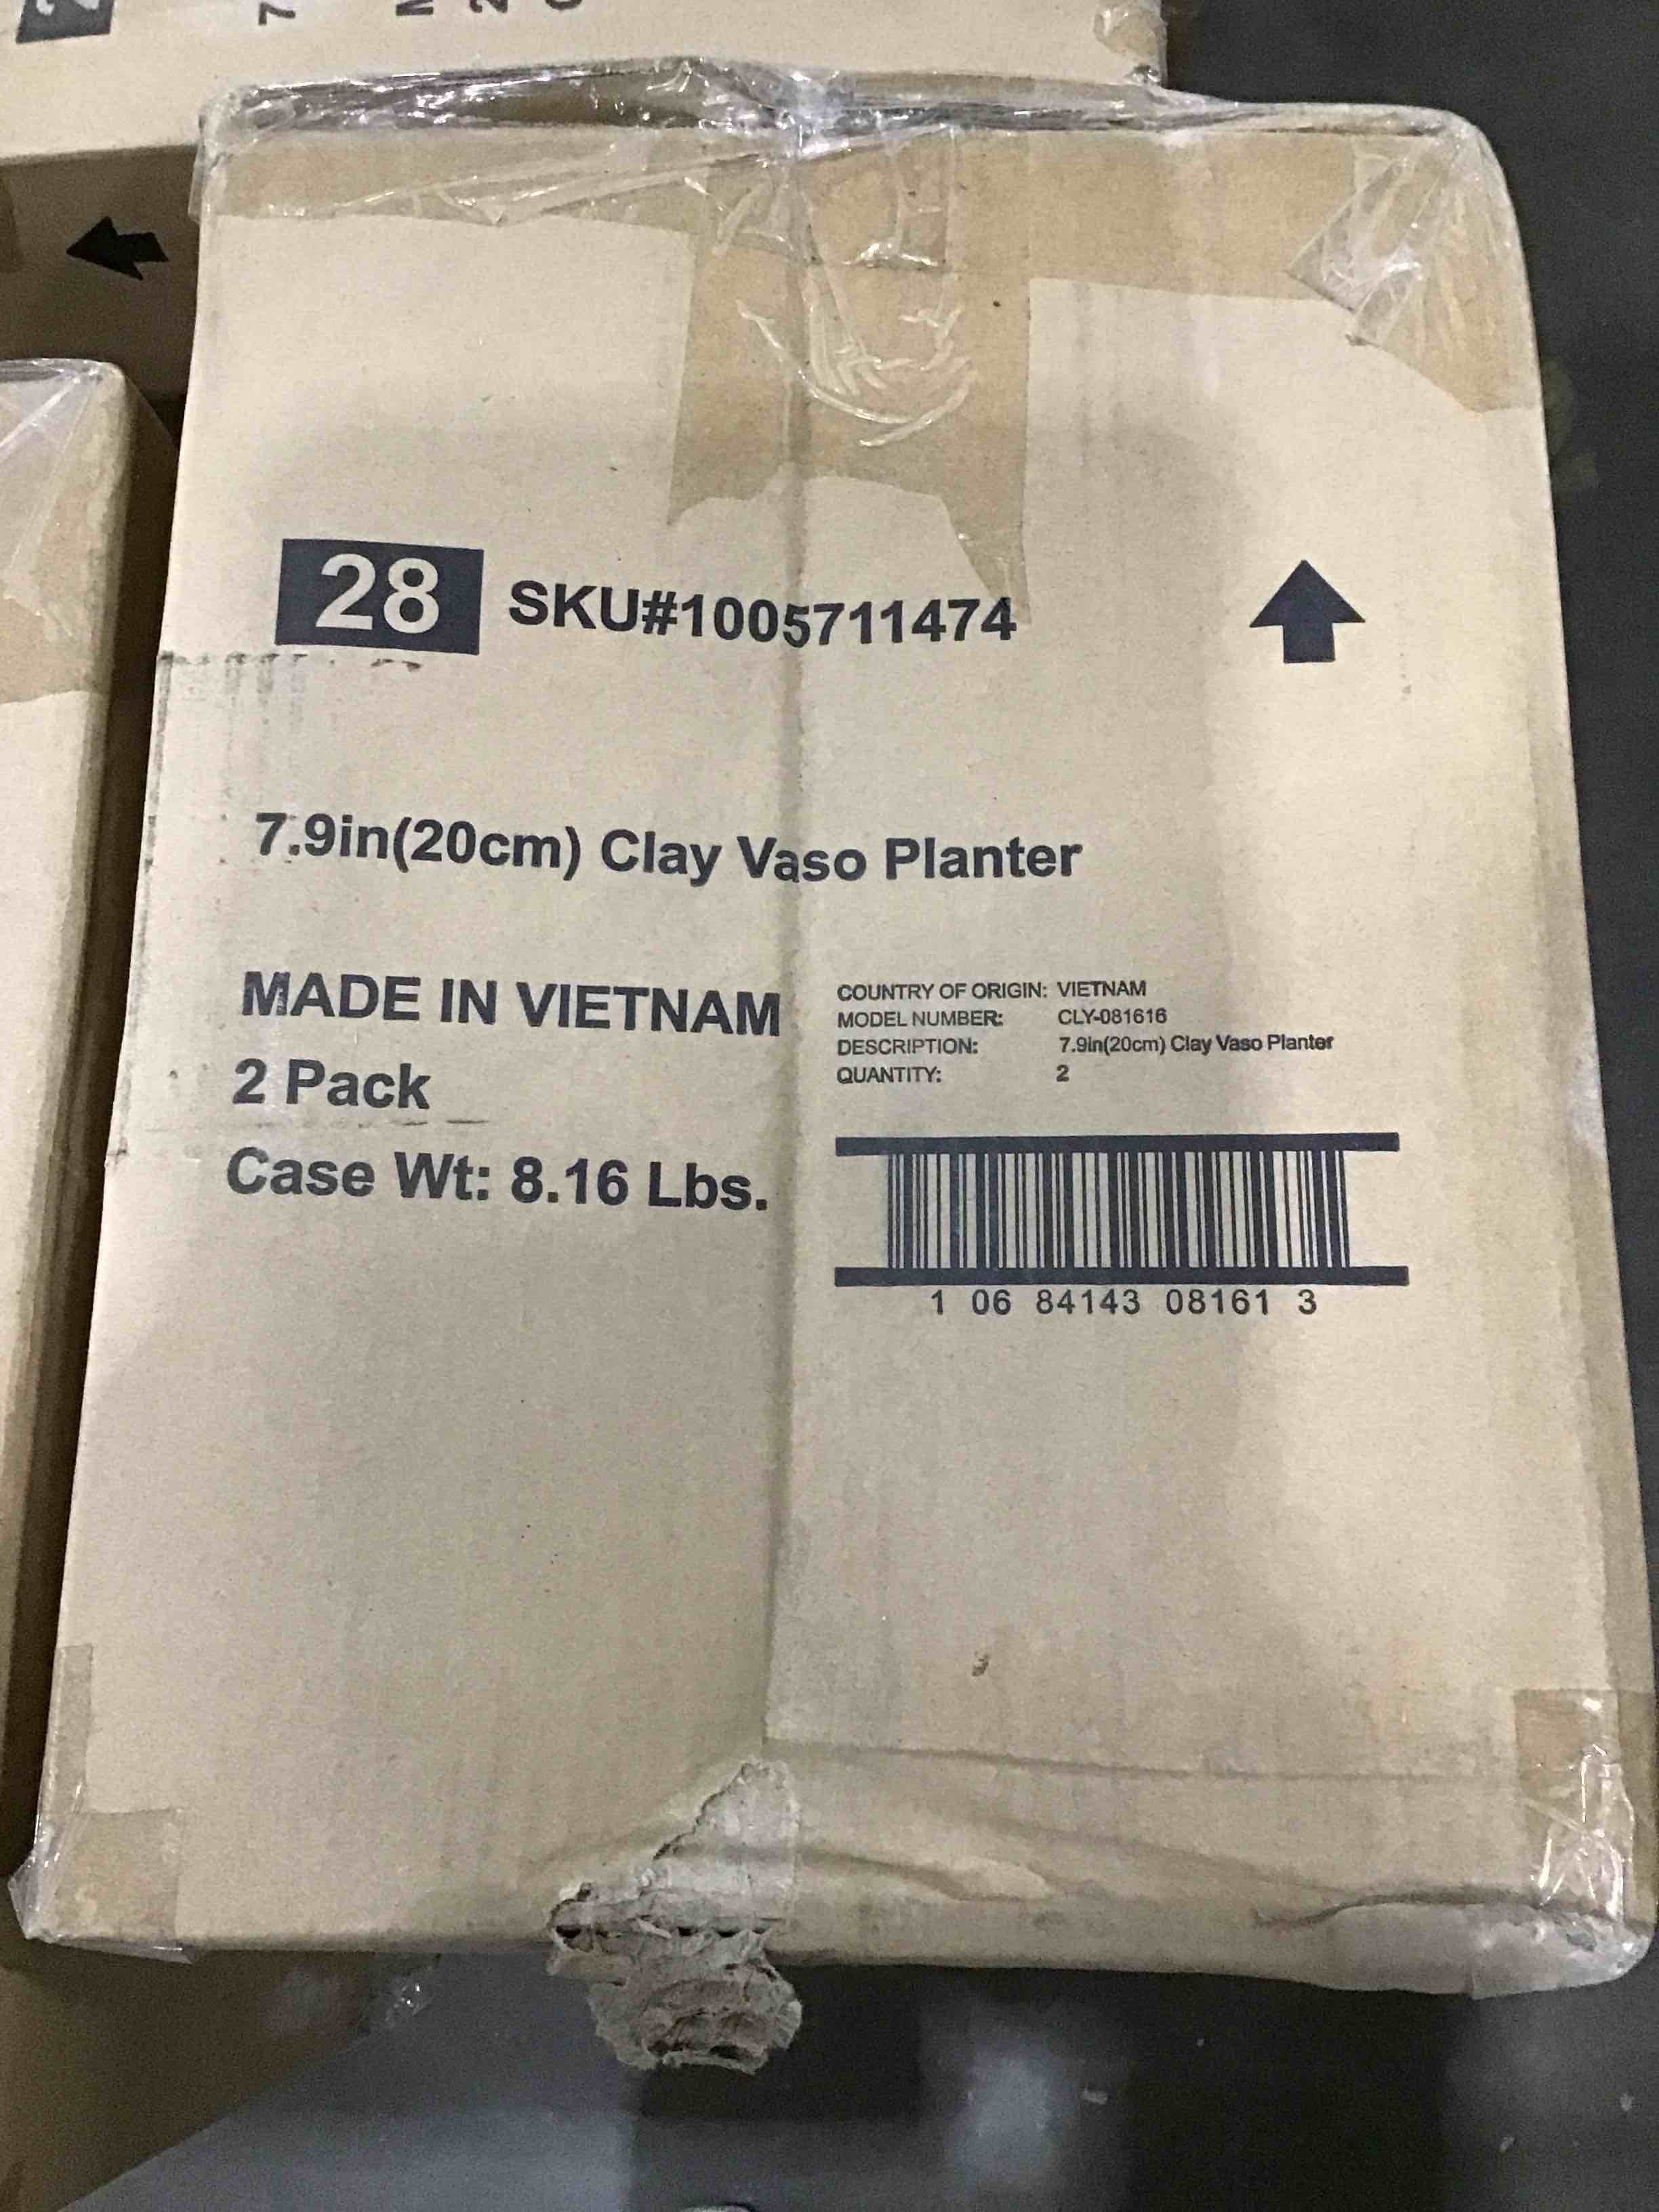 28 SKU#1005711474
7.9in(20cm) Clay Vaso Planter
MADE IN VIETNAM
2 Pack
Case Wt: 8.16 Lbs.
COUNTRY OF ORIGIN: VIETNAM
MODEL NUMBER: CLY-081616
DESCRIPTION: 7.9in(20cm) Clay Vaso Planter
QUANTITY: 2
1 06 84143 08161 3